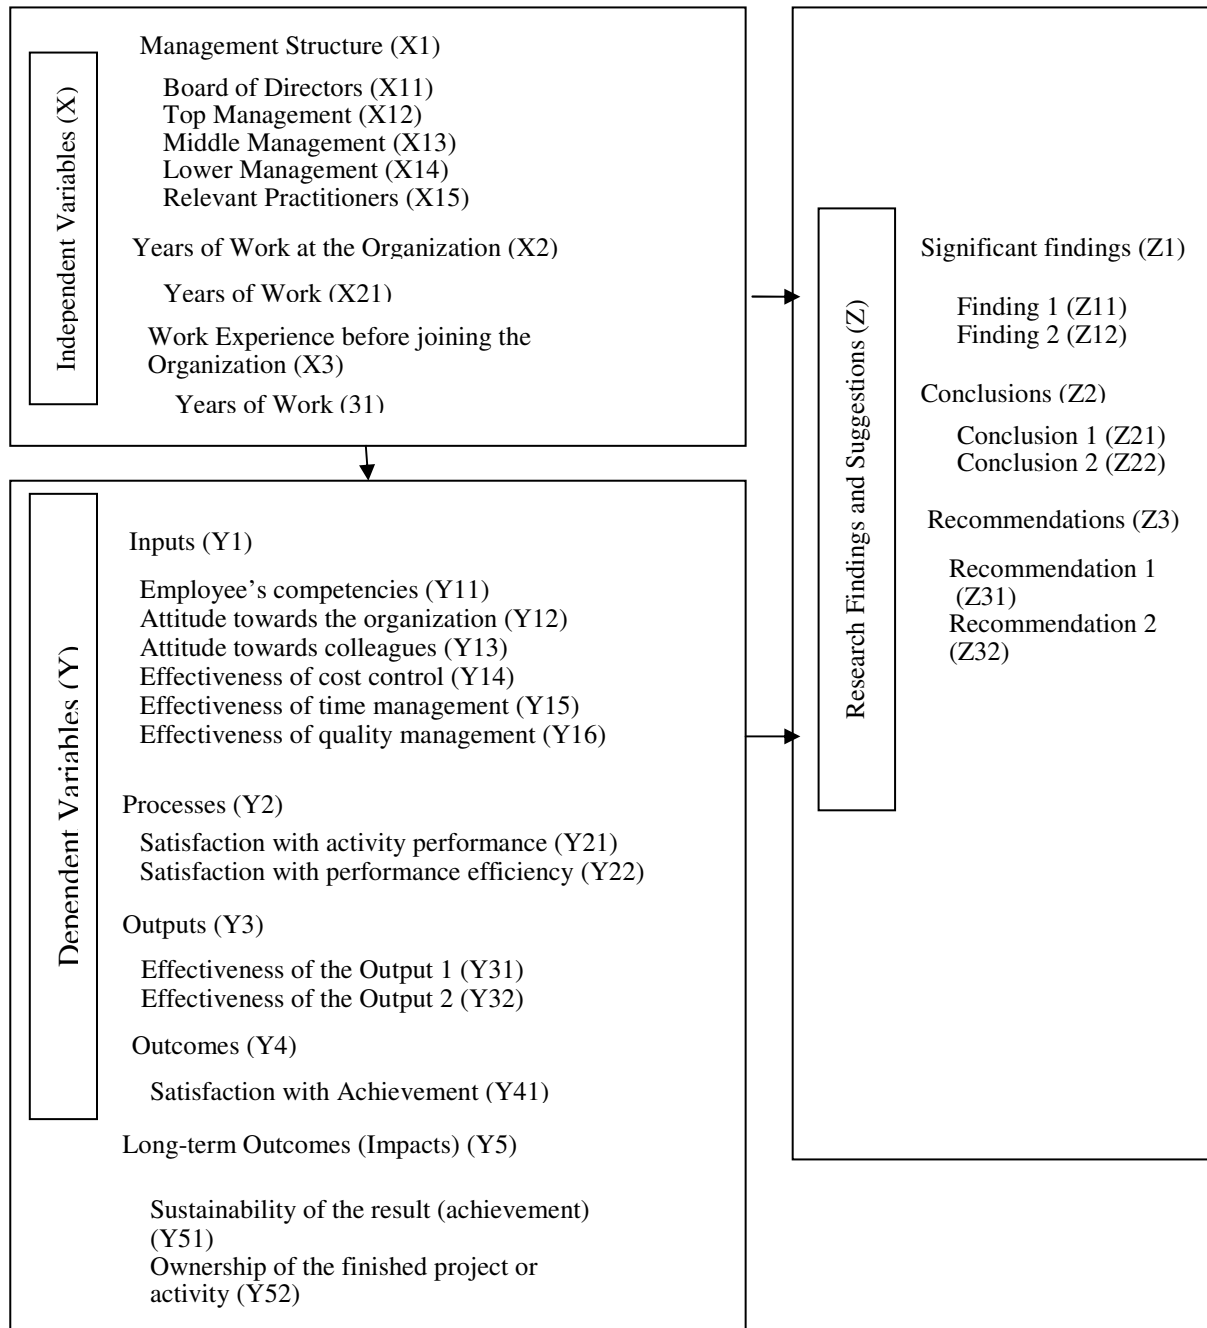 Independent Variables (X)
Management Structure (X1)
Board of Directors (X11)
Top Management (X12)
Middle Management (X13)
Lower Management (X14)
Relevant Practitioners (X15)
Years of Work at the Organization (X2)
Years of Work (X21)
Work Experience before joining the
Organization (X3)
Years of Work (31)
Dependent Variables (Y)
Inputs (Y1)
Employee’s competencies (Y11)
Attitude towards the organization (Y12)
Attitude towards colleagues (Y13)
Effectiveness of cost control (Y14)
Effectiveness of time management (Y15)
Effectiveness of quality management (Y16)
Processes (Y2)
Satisfaction with activity performance (Y21)
Satisfaction with performance efficiency (Y22)
Outputs (Y3)
Effectiveness of the Output 1 (Y31)
Effectiveness of the Output 2 (Y32)
Outcomes (Y4)
Satisfaction with Achievement (Y41)
Long-term Outcomes (Impacts) (Y5)
Sustainability of the result (achievement)
(Y51)
Ownership of the finished project or
activity (Y52)
Research Findings and Suggestions (Z)
Significant findings (Z1)
Finding 1 (Z11)
Finding 2 (Z12)
Conclusions (Z2)
Conclusion 1 (Z21)
Conclusion 2 (Z22)
Recommendations (Z3)
Recommendation 1
(Z31)
Recommendation 2
(Z32)